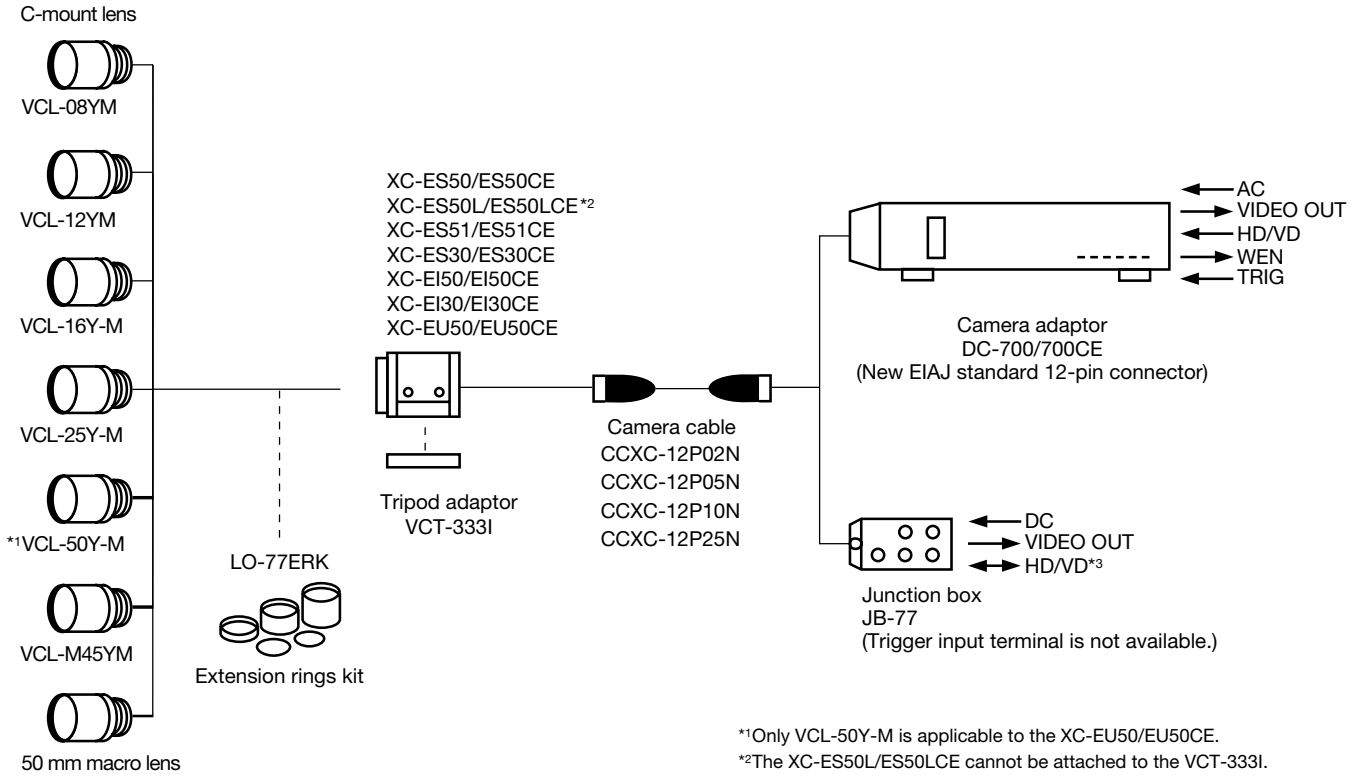 C-mount lens
VCL-08YM
VCL-12YM
VCL-16Y-M
VCL-25Y-M
*1VCL-50Y-M
VCL-M45YM
50 mm macro lens
LO-77ERK
Extension rings kit
XC-ES50/ES50CE
XC-ES50L/ES50LCE*2
XC-ES51/ES51CE
XC-ES30/ES30CE
XC-EI50/EI50CE
XC-EI30/EI30CE
XC-EU50/EU50CE
Tripod adaptor
VCT-333I
Camera cable
CCXC-12P02N
CCXC-12P05N
CCXC-12P10N
CCXC-12P25N
AC
VIDEO OUT
HD/VD
WEN
TRIG
Camera adaptor
DC-700/700CE
(New EIAJ standard 12-pin connector)
DC
VIDEO OUT
HD/VD*3
Junction box
JB-77
(Trigger input terminal is not available.)
*1Only VCL-50Y-M is applicable to the XC-EU50/EU50CE.
*2The XC-ES50L/ES50LCE cannot be attached to the VCT-333I.